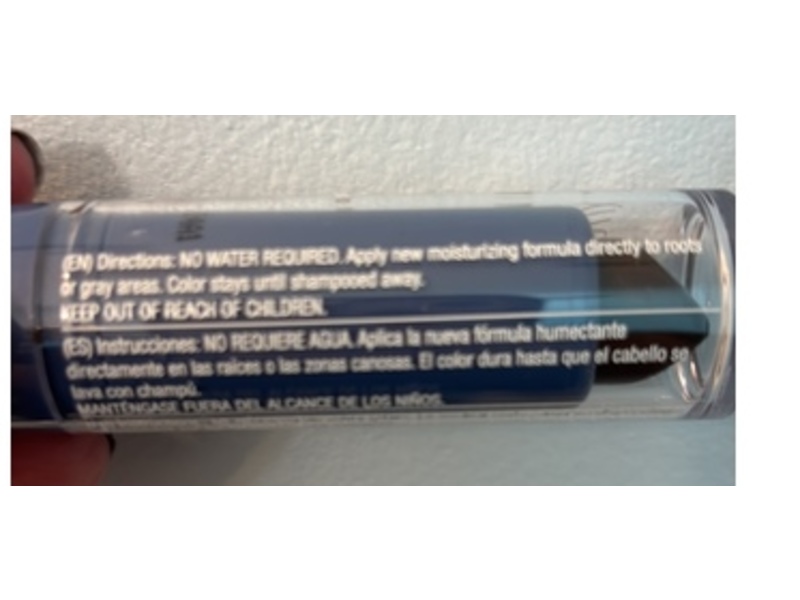 (EN) Directions: NO WATER REQUIRED. Apply new moisturizing formula directly to roots
or gray areas. Color stays until shampooed away.
KEEP OUT OF REACH OF CHILDREN.
(ES) Instrucciones: NO REQUIERE AGUA. Aplica la nueva fórmula humectante
directamente en las raíces o las zonas canosas. El color dura hasta que el cabello se
lava con champú.
MANTÉNGASE FUERA DEL ALCANCE DE LOS NIÑOS.